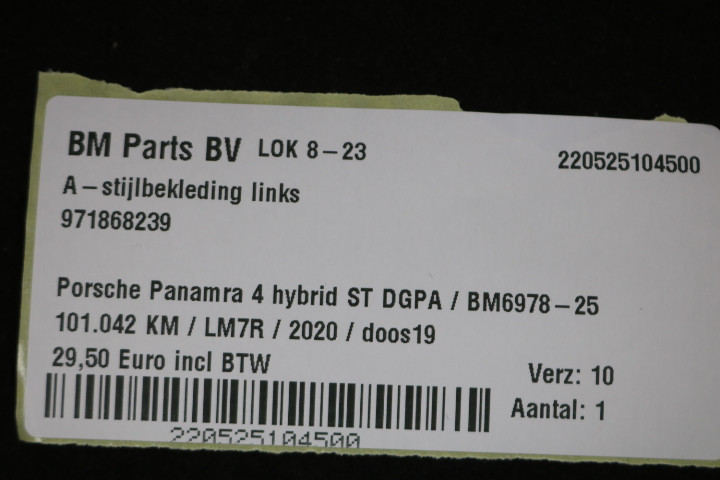 BM Parts BV LOK 8-23
220525104500
A-stijlbekleding links
971868239
Porsche Panamra 4 hybrid ST DGPA / BM6978-25
101.042 KM / LM7R / 2020 / doos19
29,50 Euro incl BTW
Verz: 10
Aantal: 1
220525104500